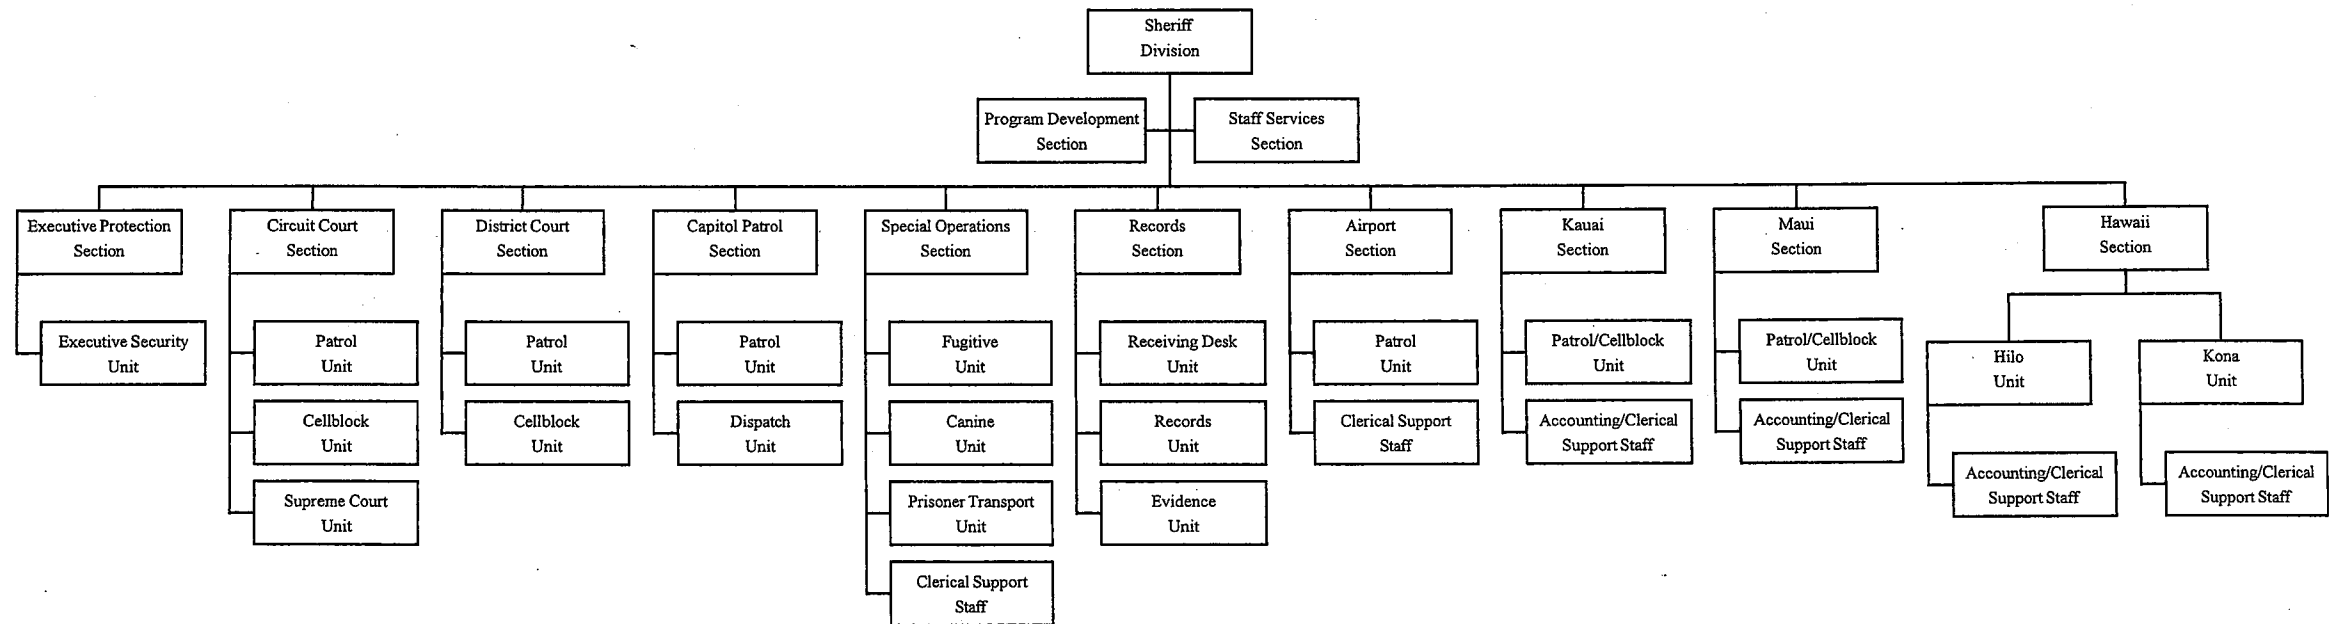 Sheriff
Division
Program Development
Section
Staff Services
Section
Executive Protection
Section
Circuit Court
Section
District Court
Section
Capitol Patrol
Section
Special Operations
Section
Records
Section
Airport
Section
Kauai
Section
Maui
Section
Hawaii
Section
Executive Security
Unit
Patrol
Unit
Cellblock
Unit
Supreme Court
Unit
Patrol
Unit
Cellblock
Unit
Patrol
Unit
Dispatch
Unit
Fugitive
Unit
Canine
Unit
Prisoner Transport
Unit
Clerical Support
Staff
Receiving Desk
Unit
Records
Unit
Evidence
Unit
Patrol
Unit
Clerical Support
Staff
Patrol/Cellblock
Unit
Accounting/Clerical
Support Staff
Patrol/Cellblock
Unit
Accounting/Clerical
Support Staff
Hilo
Unit
Accounting/Clerical
Support Staff
Kona
Unit
Accounting/Clerical
Support Staff